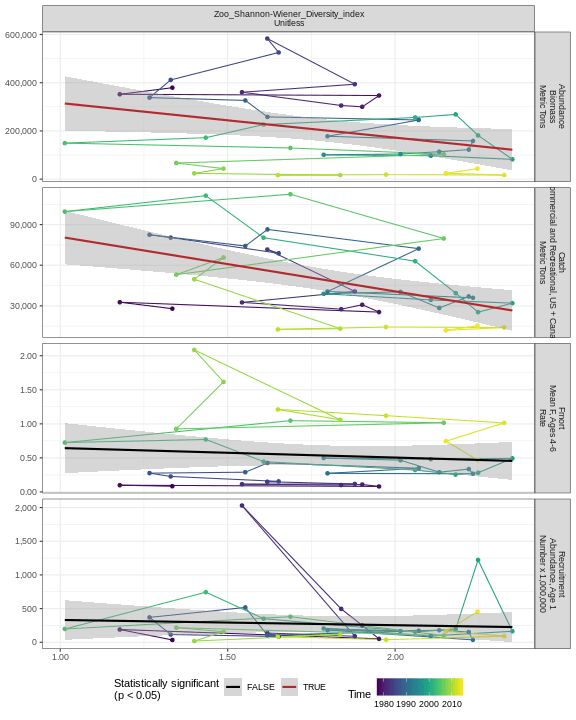 Zoo_Shannon-Wiener_Diversity_index
Unitless
600,000
400,000
200,000
0
Abundance
Biomass
Metric Tons
90,000
60,000
30,000
Catch
ommercial and Recreational, US + Cana
Metric Tons
2.00
1.50
1.00
0.50
0.00
Fmort
Mean F, Ages 4-6
Rate
2,000
1,500
1,000
500
0
Recruitment
Abundance, Age 1
Number x 1,000,000
1.00 1.50 2.00
Statistically significant
(p < 0.05)
FALSE TRUE
Time
1980 1990 2000 2010